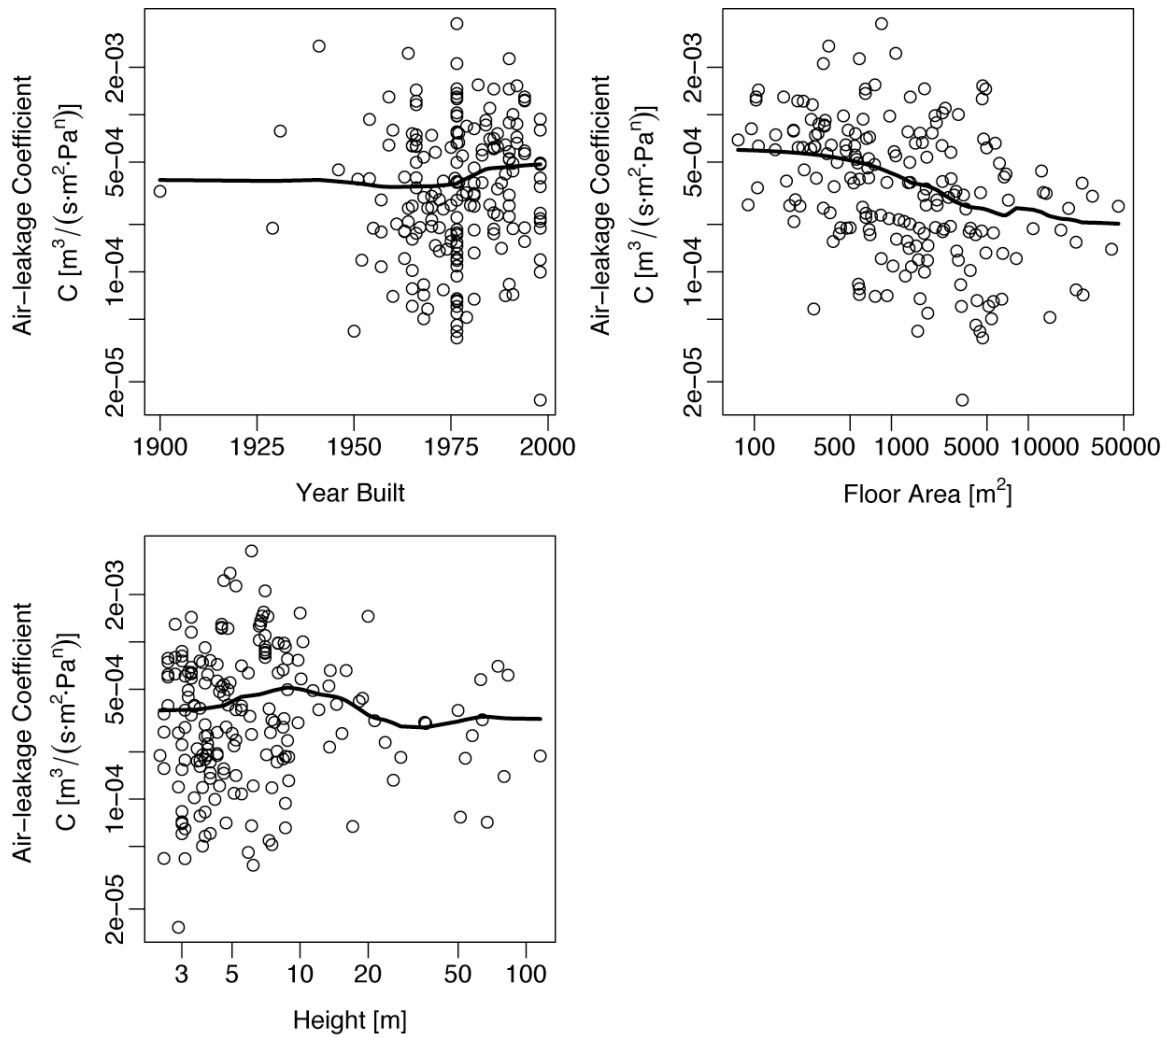 Air−leakage Coefficient
C [m³/(s·m²·Paⁿ)]
2e−03
5e−04
1e−04
2e−05
1900 1925 1950 1975 2000
Year Built
Air−leakage Coefficient
C [m³/(s·m²·Paⁿ)]
2e−03
5e−04
1e−04
2e−05
100 500 1000 5000 10000 50000
Floor Area [m²]
Air−leakage Coefficient
C [m³/(s·m²·Paⁿ)]
2e−03
5e−04
1e−04
2e−05
3 5 10 20 50 100
Height [m]